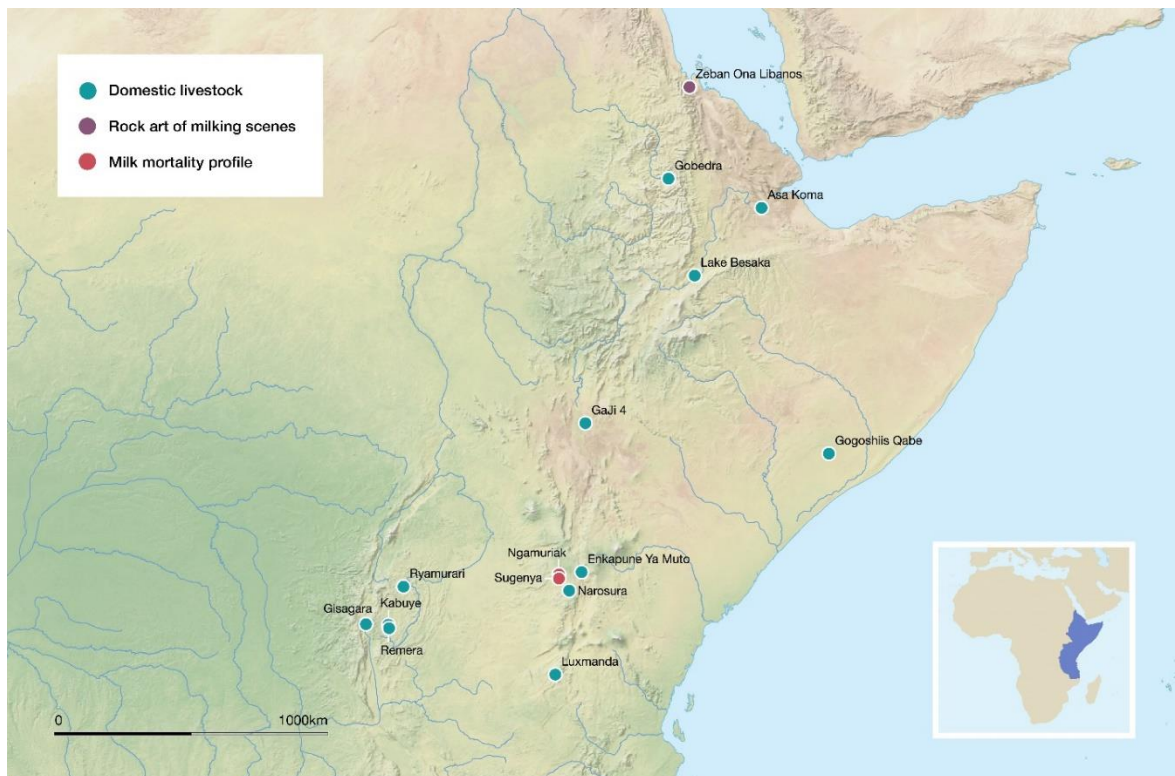 Domestic livestock
Rock art of milking scenes
Milk mortality profile
Zeban Ona Libanos
Gobedra
Asa Koma
Lake Besaka
GaJi 4
Gogoshiis Qabe
Ngamuriak
Enkapune Ya Muto
Sugenya
Narosura
Ryamurari
Gisagara
Kabuye
Remera
Luxmanda
0
1000km